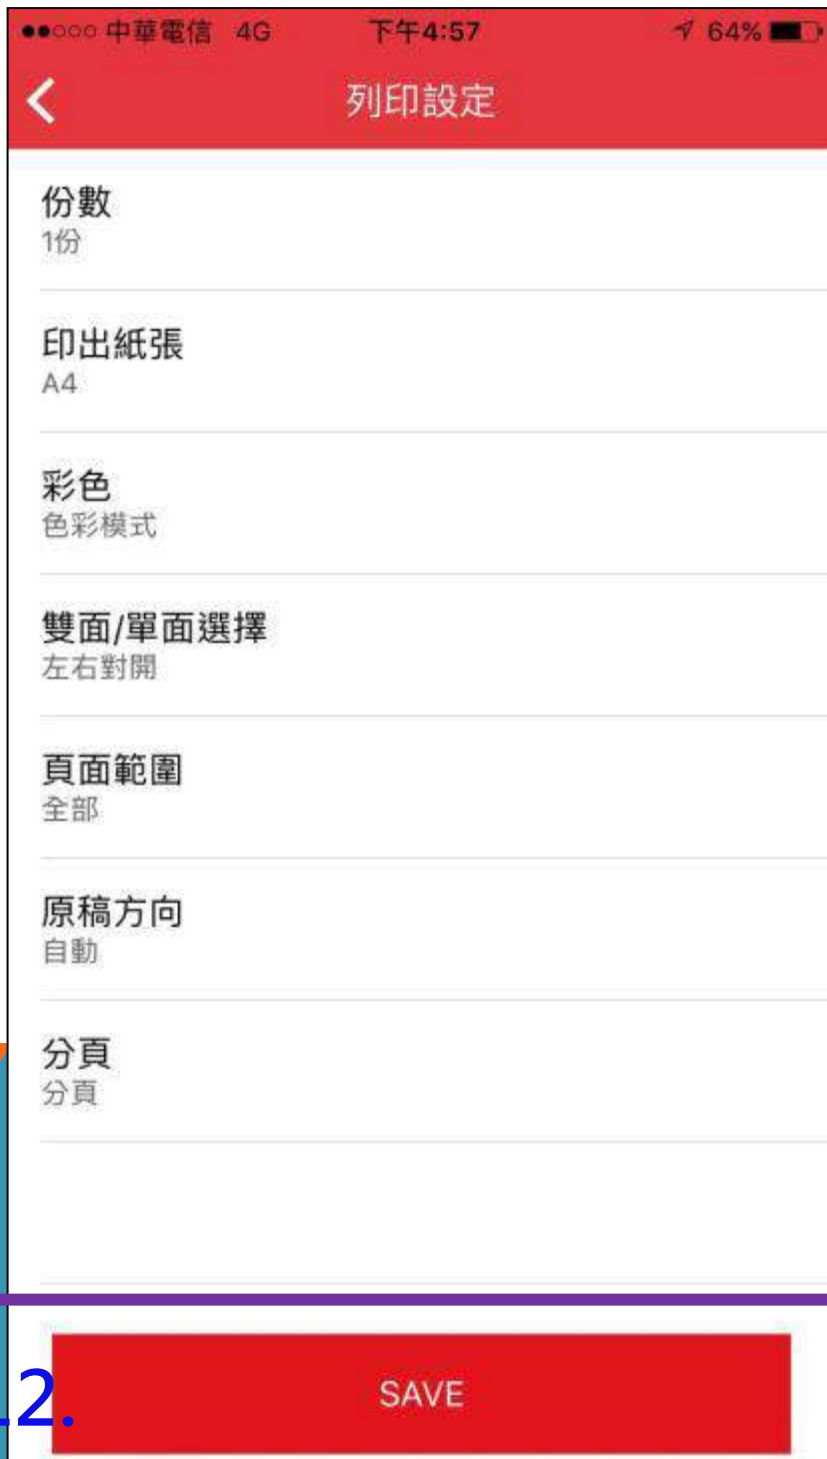 中華電信 4G 下午4:57 64%
列印設定
份數
1份
印出紙張
A4
彩色
色彩模式
雙面/單面選擇
左右對開
頁面範圍
全部
原稿方向
自動
分頁
分頁
SAVE
2.